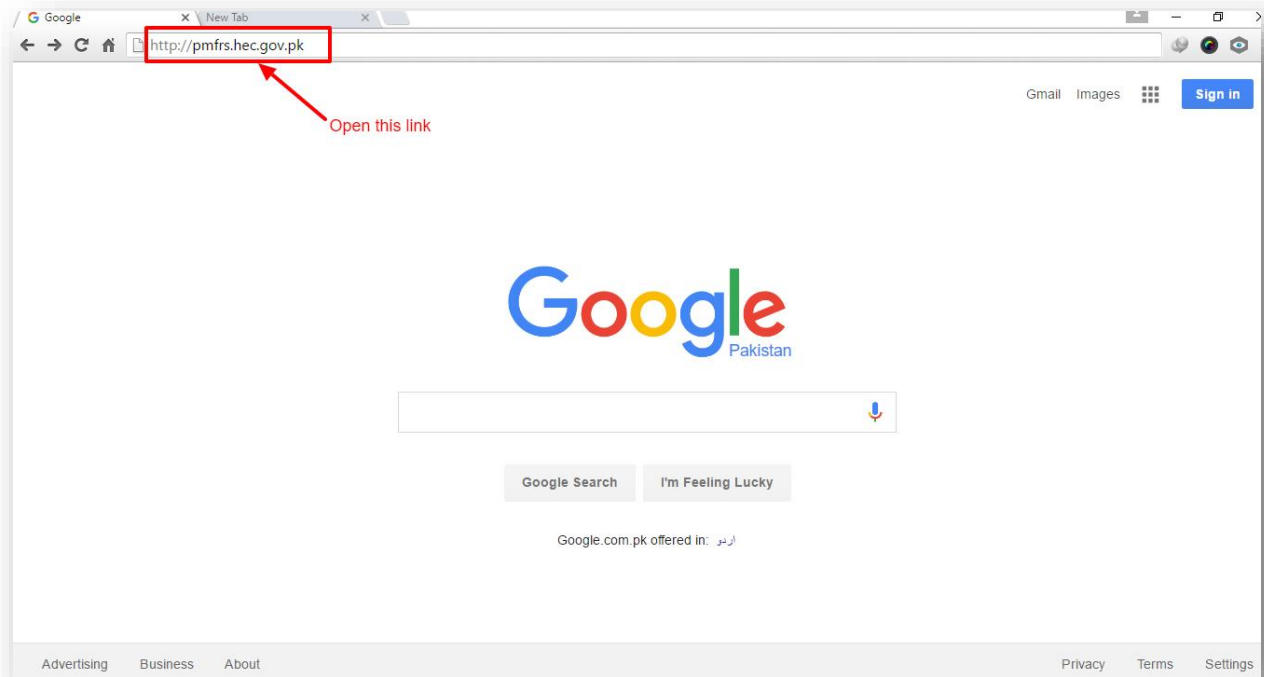 Google New Tab
http://pmfrs.hec.gov.pk
Gmail Images Sign in
Open this link
Google
Pakistan
Google Search I'm Feeling Lucky
Google.com.pk offered in: اردو
Advertising Business About Privacy Terms Settings